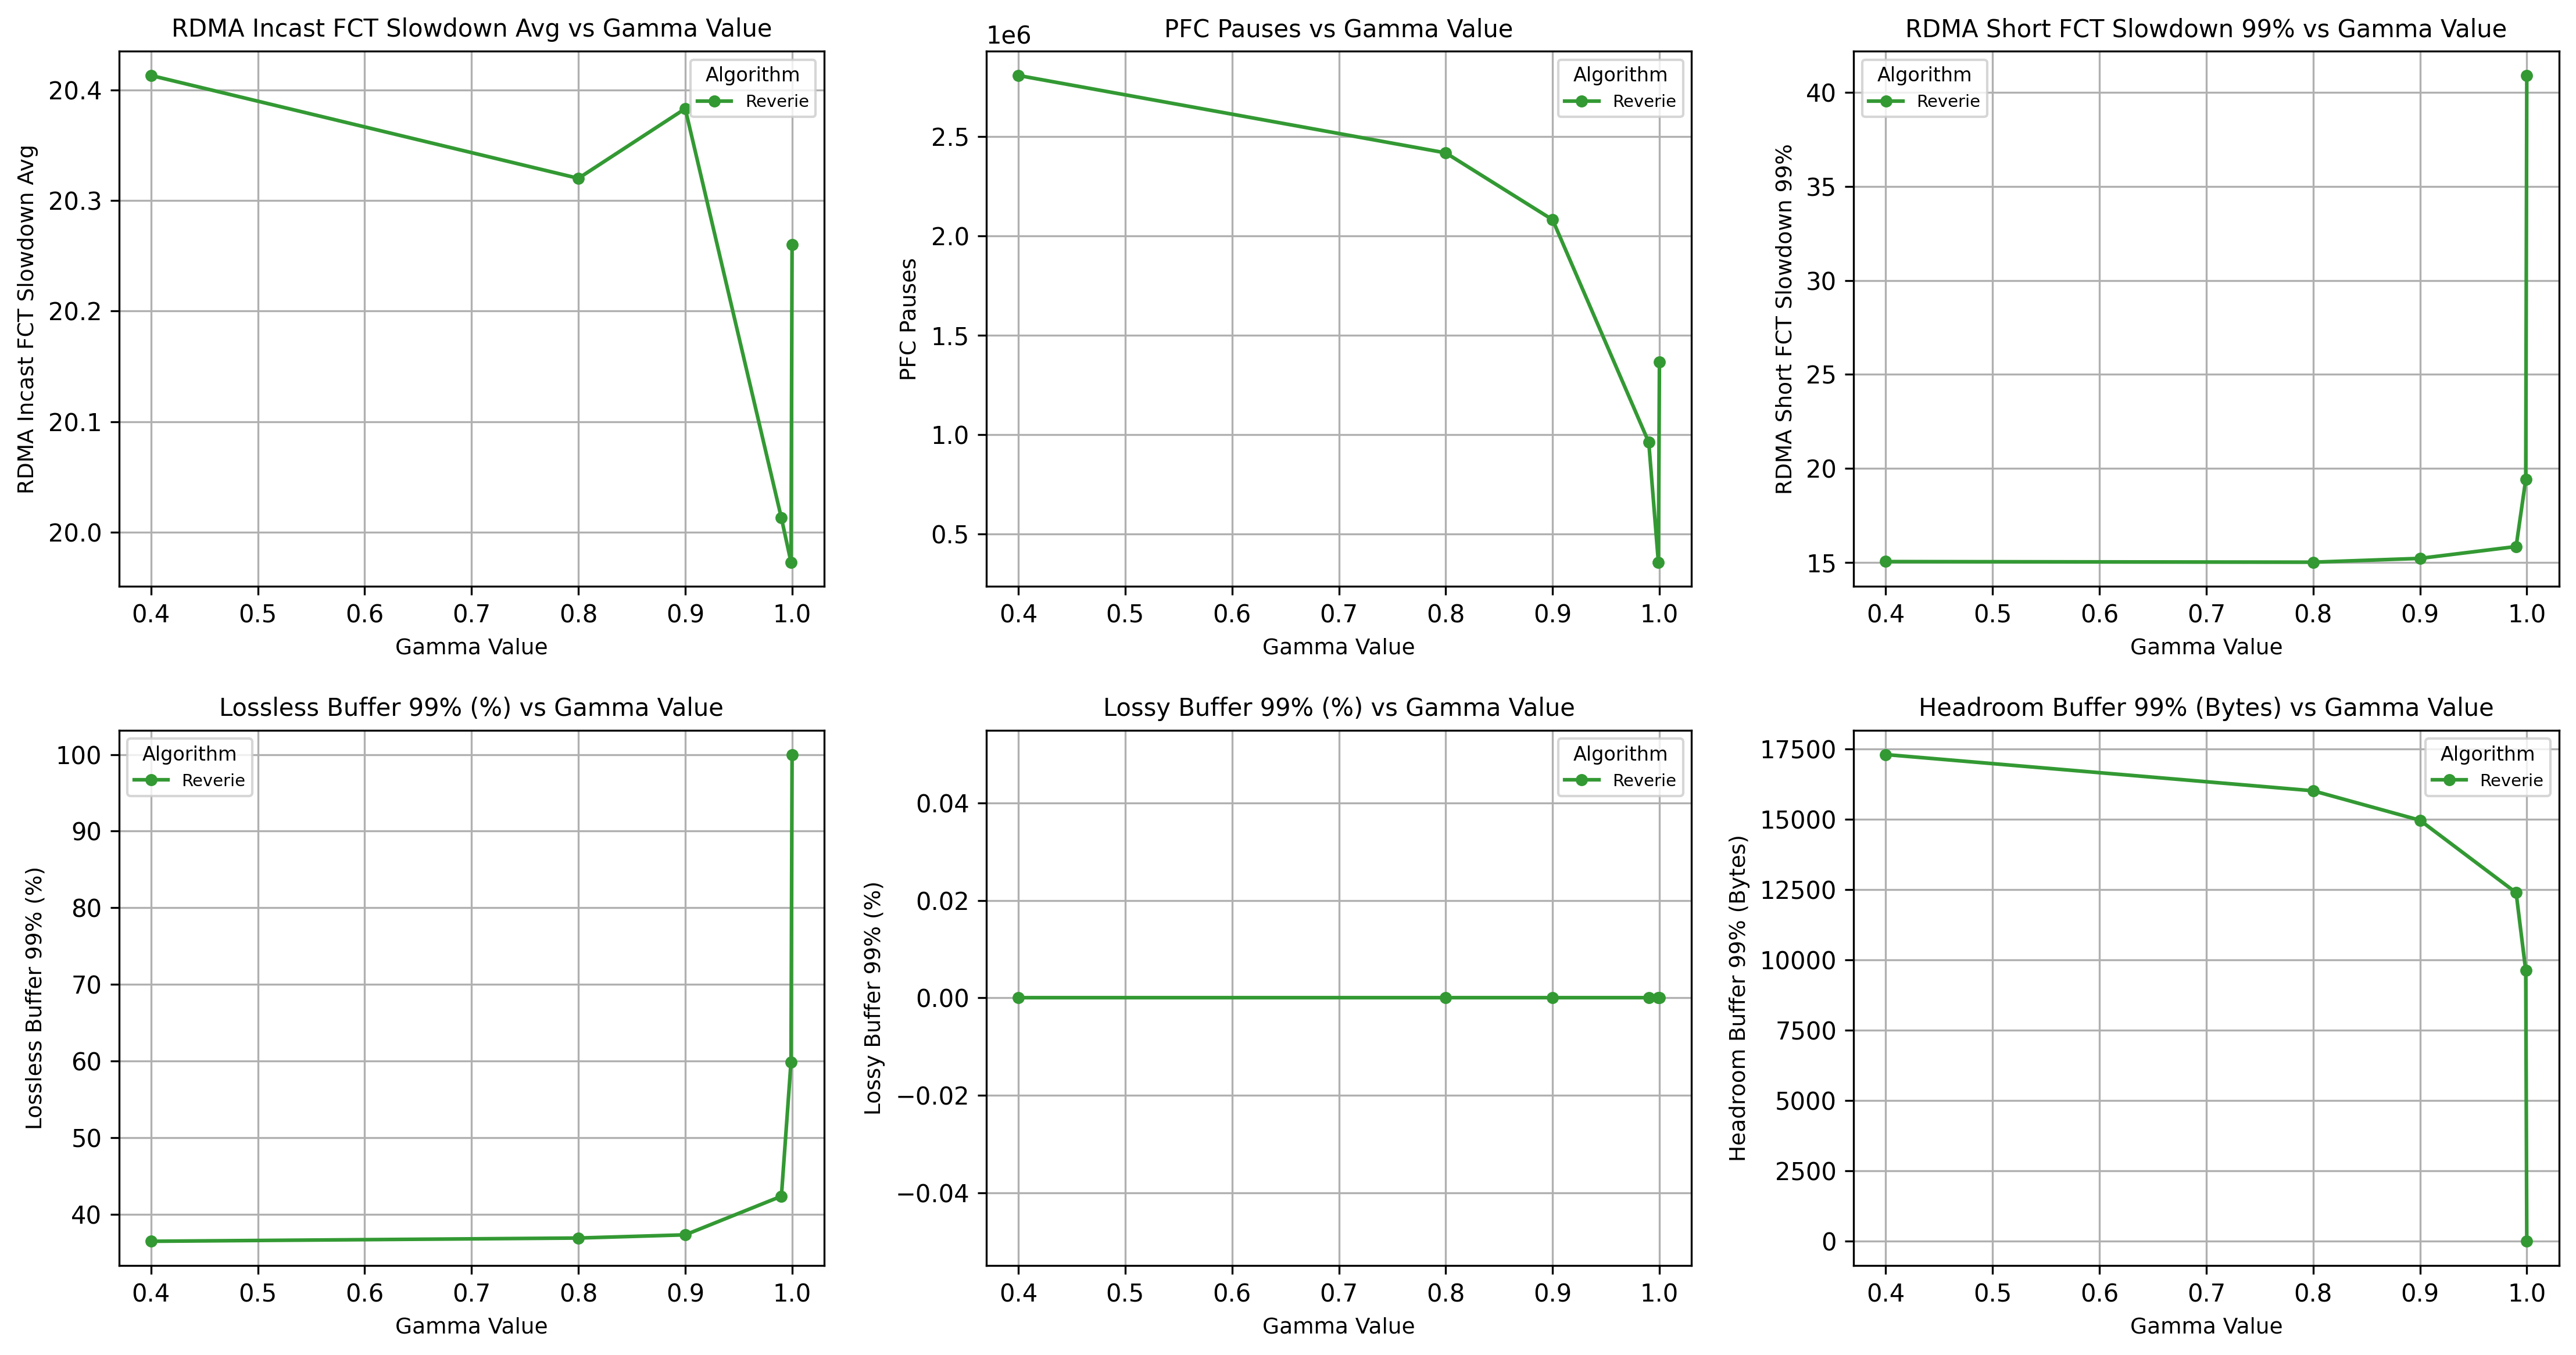 RDMA Incast FCT Slowdown Avg vs Gamma Value
RDMA Incast FCT Slowdown Avg
20.4
20.3
20.2
20.1
20.0
Algorithm
Reverie
0.4 0.5 0.6 0.7 0.8 0.9 1.0
Gamma Value
PFC Pauses vs Gamma Value
1e6
PFC Pauses
2.5
2.0
1.5
1.0
0.5
Algorithm
Reverie
0.4 0.5 0.6 0.7 0.8 0.9 1.0
Gamma Value
RDMA Short FCT Slowdown 99% vs Gamma Value
RDMA Short FCT Slowdown 99%
40
35
30
25
20
15
Algorithm
Reverie
0.4 0.5 0.6 0.7 0.8 0.9 1.0
Gamma Value
Lossless Buffer 99% (%) vs Gamma Value
Lossless Buffer 99% (%)
100
90
80
70
60
50
40
Algorithm
Reverie
0.4 0.5 0.6 0.7 0.8 0.9 1.0
Gamma Value
Lossy Buffer 99% (%) vs Gamma Value
Lossy Buffer 99% (%)
0.04
0.02
0.00
−0.02
−0.04
Algorithm
Reverie
0.4 0.5 0.6 0.7 0.8 0.9 1.0
Gamma Value
Headroom Buffer 99% (Bytes) vs Gamma Value
Headroom Buffer 99% (Bytes)
17500
15000
12500
10000
7500
5000
2500
0
Algorithm
Reverie
0.4 0.5 0.6 0.7 0.8 0.9 1.0
Gamma Value